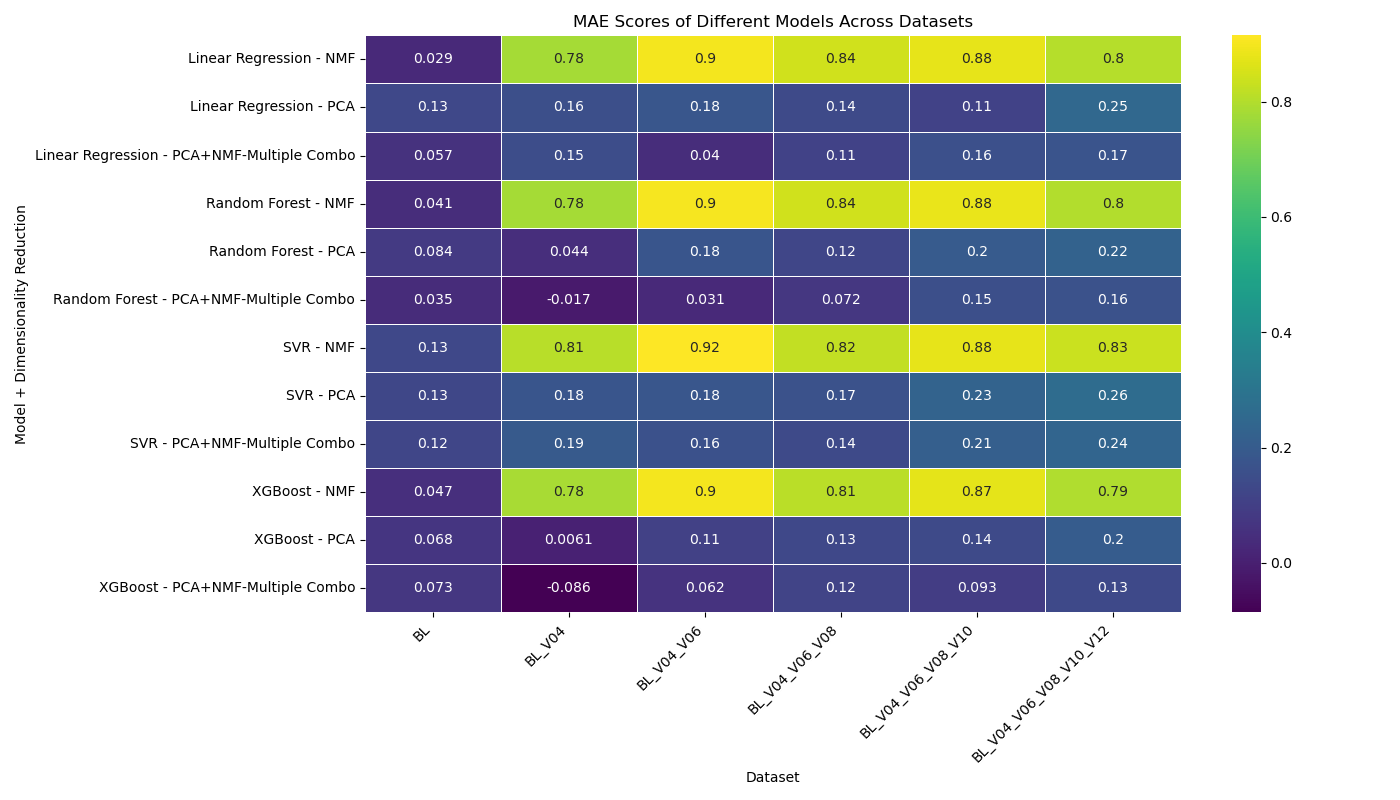 MAE Scores of Different Models Across Datasets
Model + Dimensionality Reduction
Linear Regression - NMF 0.029 0.78 0.9 0.84 0.88 0.8
Linear Regression - PCA 0.13 0.16 0.18 0.14 0.11 0.25
Linear Regression - PCA+NMF-Multiple Combo 0.057 0.15 0.04 0.11 0.16 0.17
Random Forest - NMF 0.041 0.78 0.9 0.84 0.88 0.8
Random Forest - PCA 0.084 0.044 0.18 0.12 0.2 0.22
Random Forest - PCA+NMF-Multiple Combo 0.035 -0.017 0.031 0.072 0.15 0.16
SVR - NMF 0.13 0.81 0.92 0.82 0.88 0.83
SVR - PCA 0.13 0.18 0.18 0.17 0.23 0.26
SVR - PCA+NMF-Multiple Combo 0.12 0.19 0.16 0.14 0.21 0.24
XGBoost - NMF 0.047 0.78 0.9 0.81 0.87 0.79
XGBoost - PCA 0.068 0.0061 0.11 0.13 0.14 0.2
XGBoost - PCA+NMF-Multiple Combo 0.073 -0.086 0.062 0.12 0.093 0.13
BL
BL_V04
BL_V04_V06
BL_V04_V06_V08
BL_V04_V06_V08_V10
BL_V04_V06_V08_V10_V12
Dataset
0.8
0.6
0.4
0.2
0.0